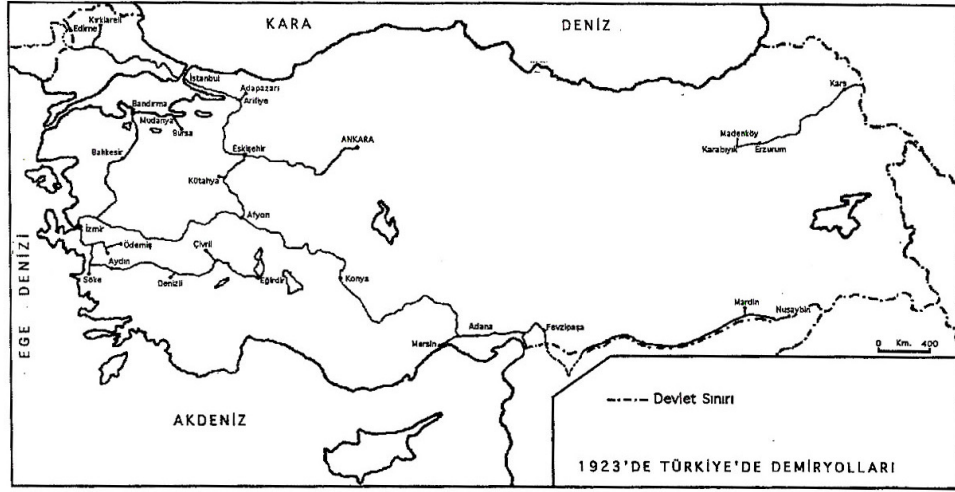 KARA DENİZ
Kırklareli
Edirne
İstanbul
Adapazarı
Arifiye
Bandırma
Mudanya
Bursa
Balıkesir
Eskişehir
ANKARA
Kütahya
Kars
Madenköy
Karabıyık
Erzurum
Afyon
İzmir
Ödemiş
Çivril
Aydın
Söke
Denizli
Eğirdir
Konya
EGE DENİZİ
Mardin
Nusaybin
Adana
Fevzipaşa
Mersin
0 Km. 400
AKDENİZ
Devlet Sınırı
1923'DE TÜRKİYE'DE DEMİRYOLLARI